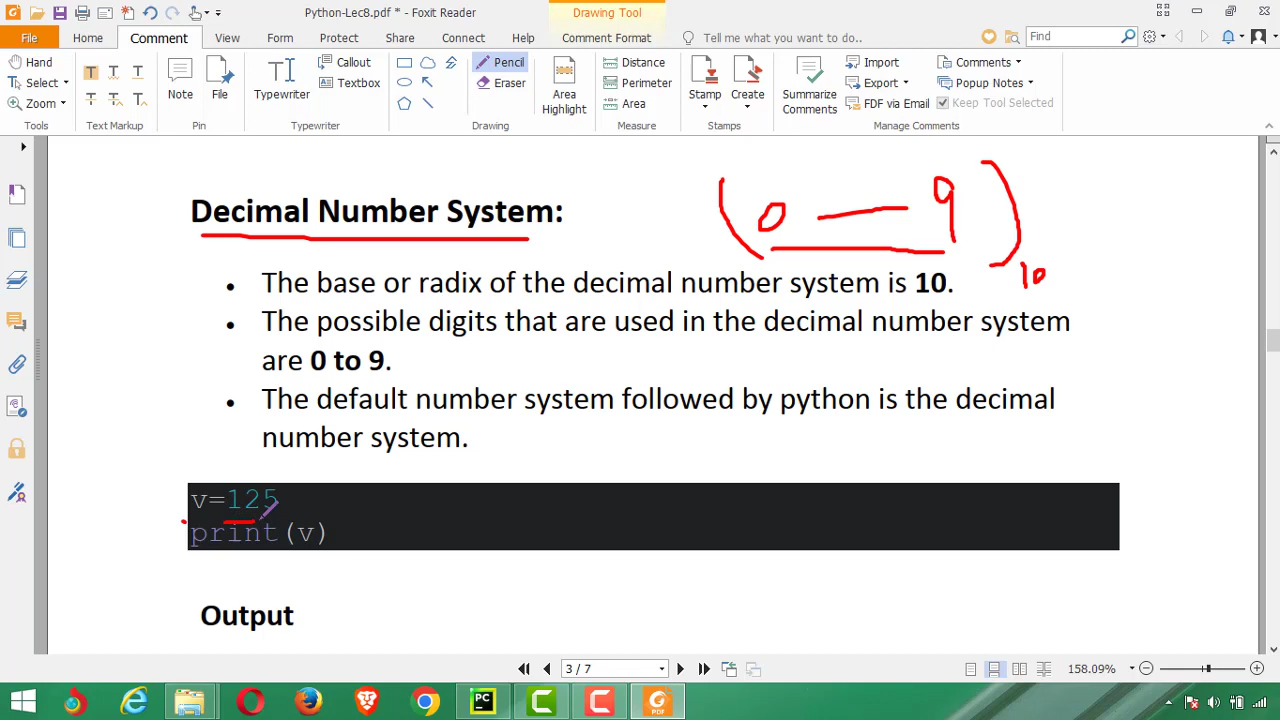 Python-Lec8.pdf * - Foxit Reader
Drawing Tool
File Home Comment View Form Protect Share Connect Help Comment Format Tell me what you want to do.. Find
Hand
Select
Zoom
Tools
Text Markup
Note
File
Pin
Typewriter
Callout
Textbox
Typewriter
Pencil
Eraser
Drawing
Area Highlight
Distance
Perimeter
Area
Measure
Stamp
Create
Stamps
Summarize Comments
Import
Export
FDF via Email
Comments
Popup Notes
Keep Tool Selected
Manage Comments
Decimal Number System:
(0 — 9)10
• The base or radix of the decimal number system is 10.
• The possible digits that are used in the decimal number system
are 0 to 9.
• The default number system followed by python is the decimal
number system.
v=125
print(v)
Output
3 / 7
158.09%
PC
PDF